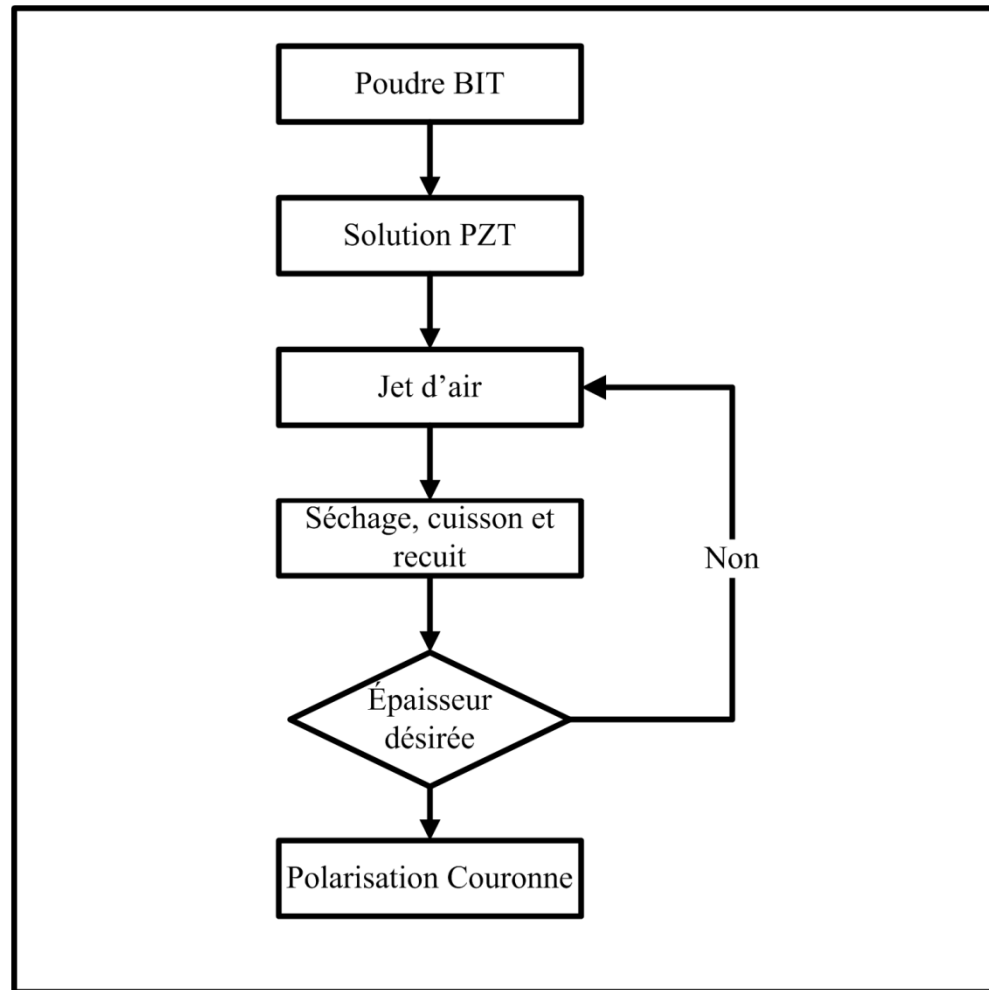 Poudre BIT
Solution PZT
Jet d’air
Séchage, cuisson et
recuit
Non
Épaisseur
désirée
Polarisation Couronne